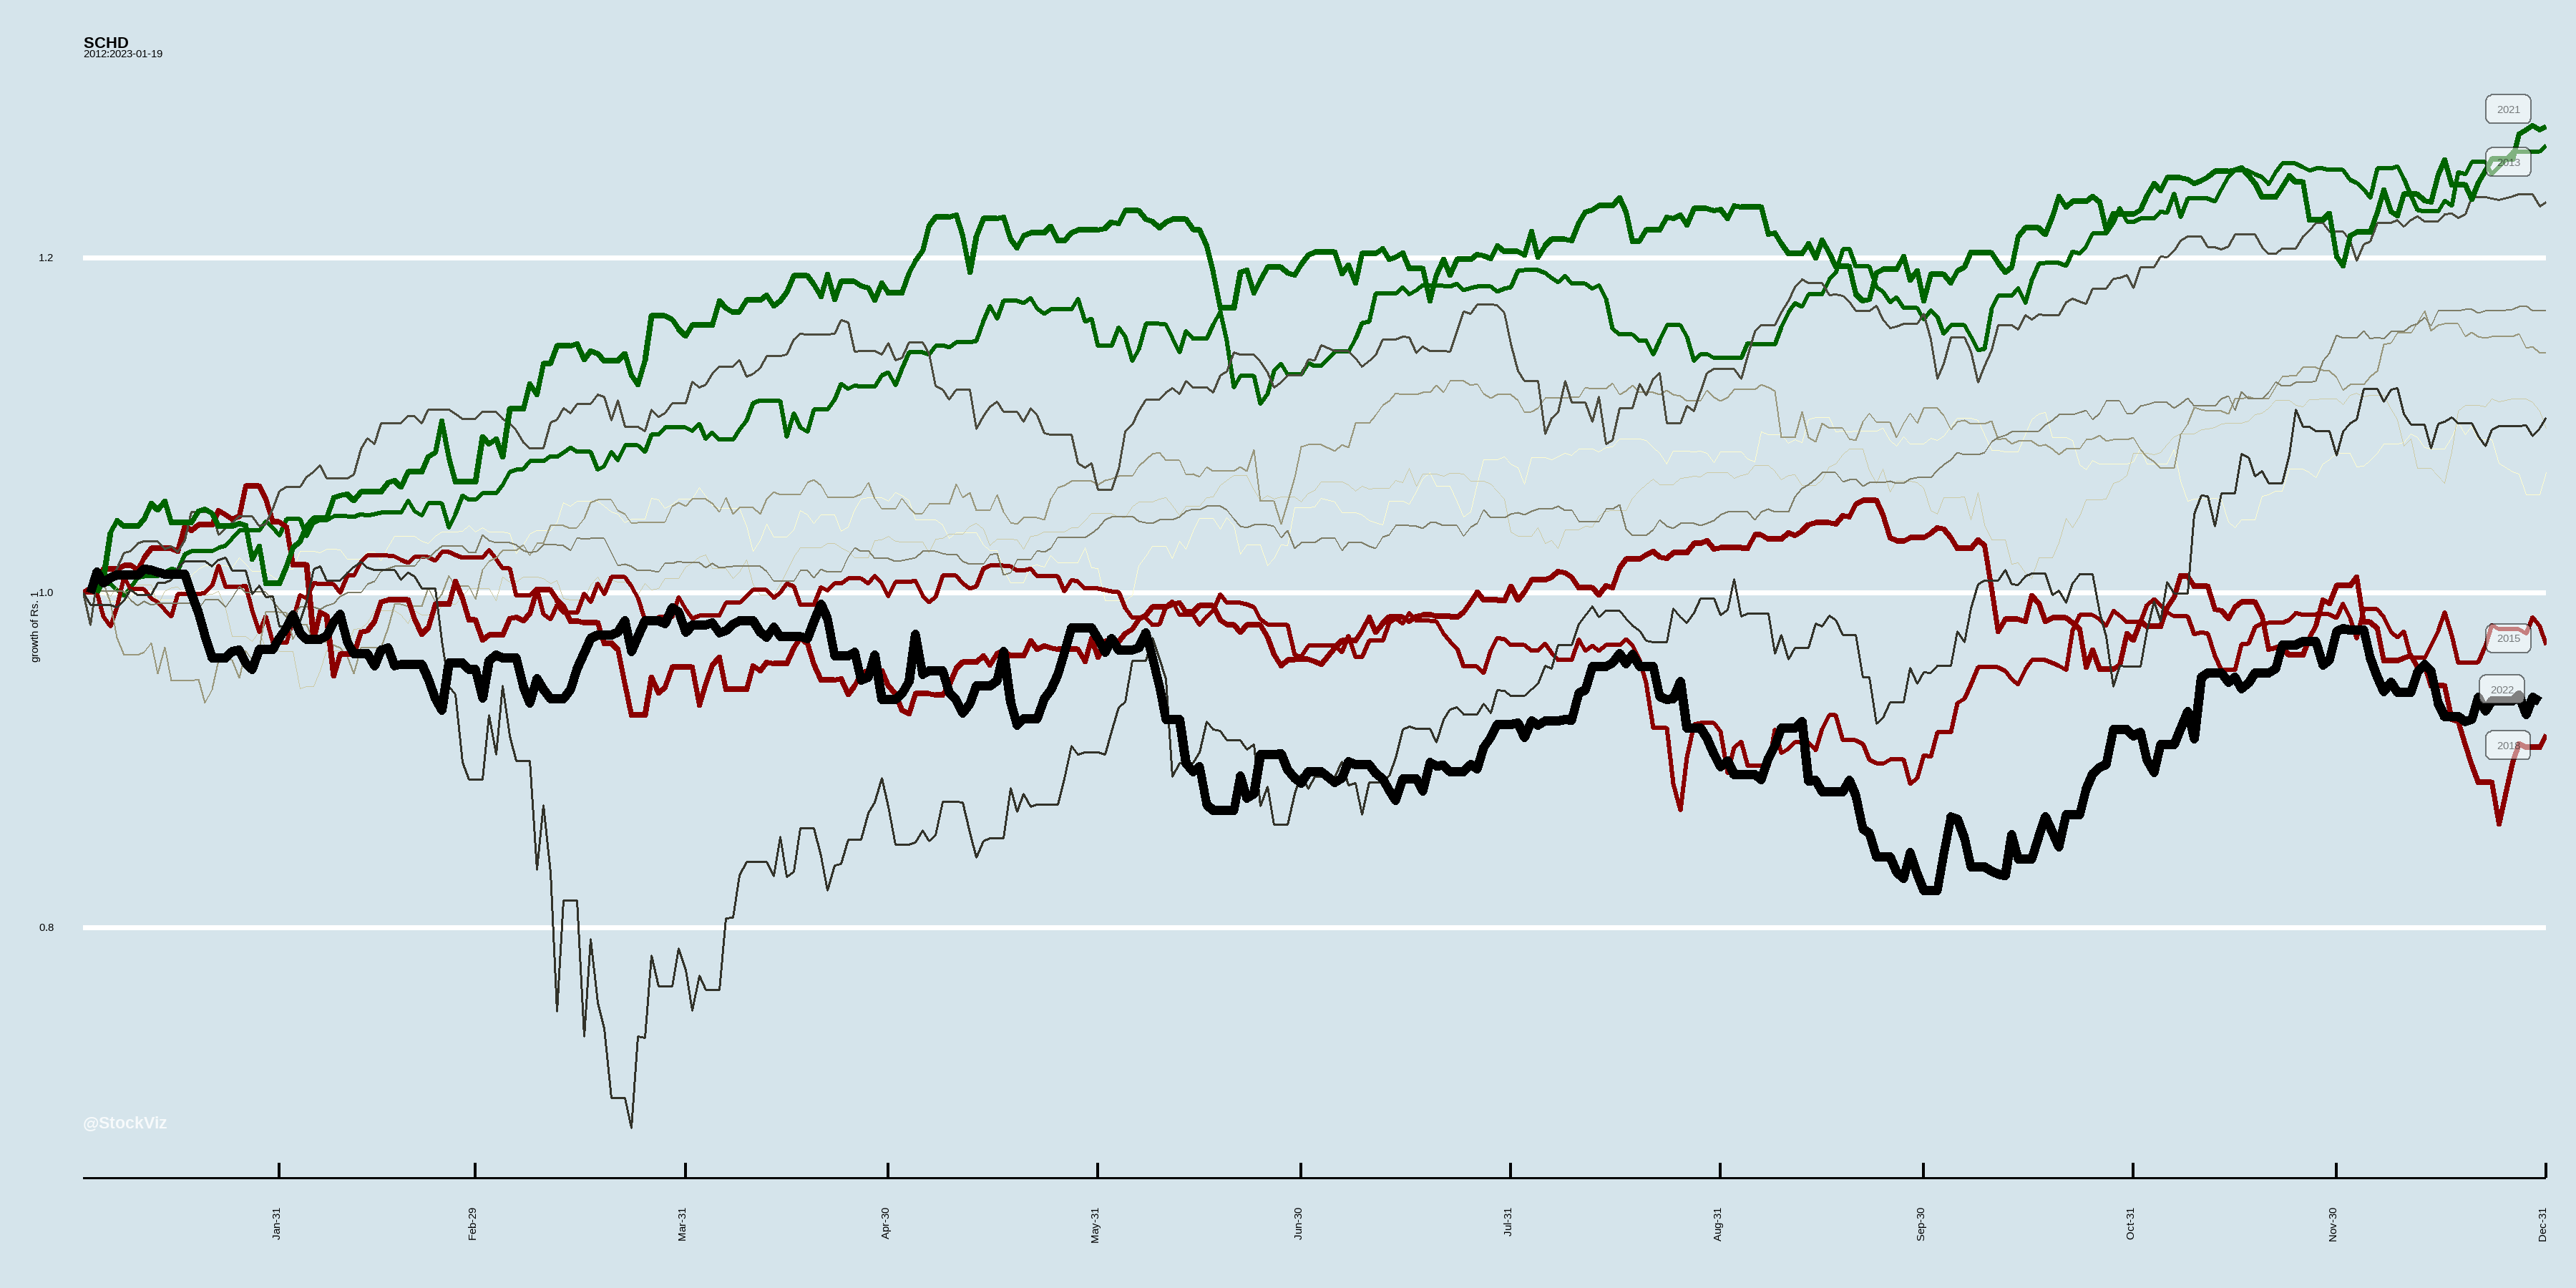 SCHD
2012:2023-01-19
2021
2013
1.2
1.0
growth of Rs. 1
2015
2022
2018
0.8
@StockViz
Jan-31
Feb-29
Mar-31
Apr-30
May-31
Jun-30
Jul-31
Aug-31
Sep-30
Oct-31
Nov-30
Dec-31